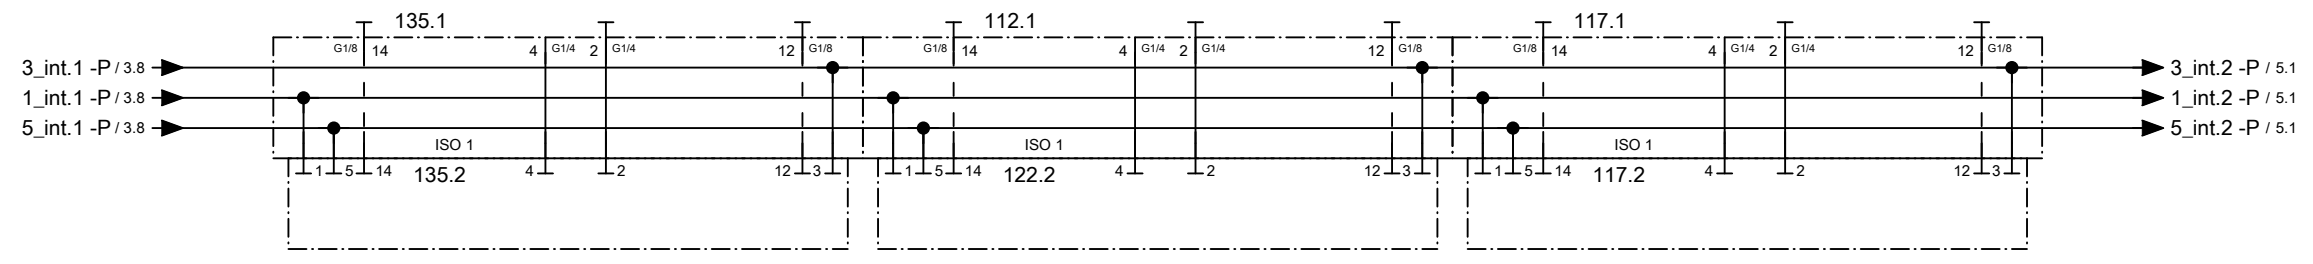 135.1 112.1 117.1
G1/8 14 4 G1/4 2 G1/4 12 G1/8 G1/8 14 4 G1/4 2 G1/4 12 G1/8 G1/8 14 4 G1/4 2 G1/4 12 G1/8
3_int.1 -P / 3.8 3_int.2 -P / 5.1
1_int.1 -P / 3.8 1_int.2 -P / 5.1
5_int.1 -P / 3.8 5_int.2 -P / 5.1
ISO 1 ISO 1 ISO 1
1 5 14 135.2 4 2 12 3 1 5 14 122.2 4 2 12 3 1 5 14 117.2 4 2 12 3